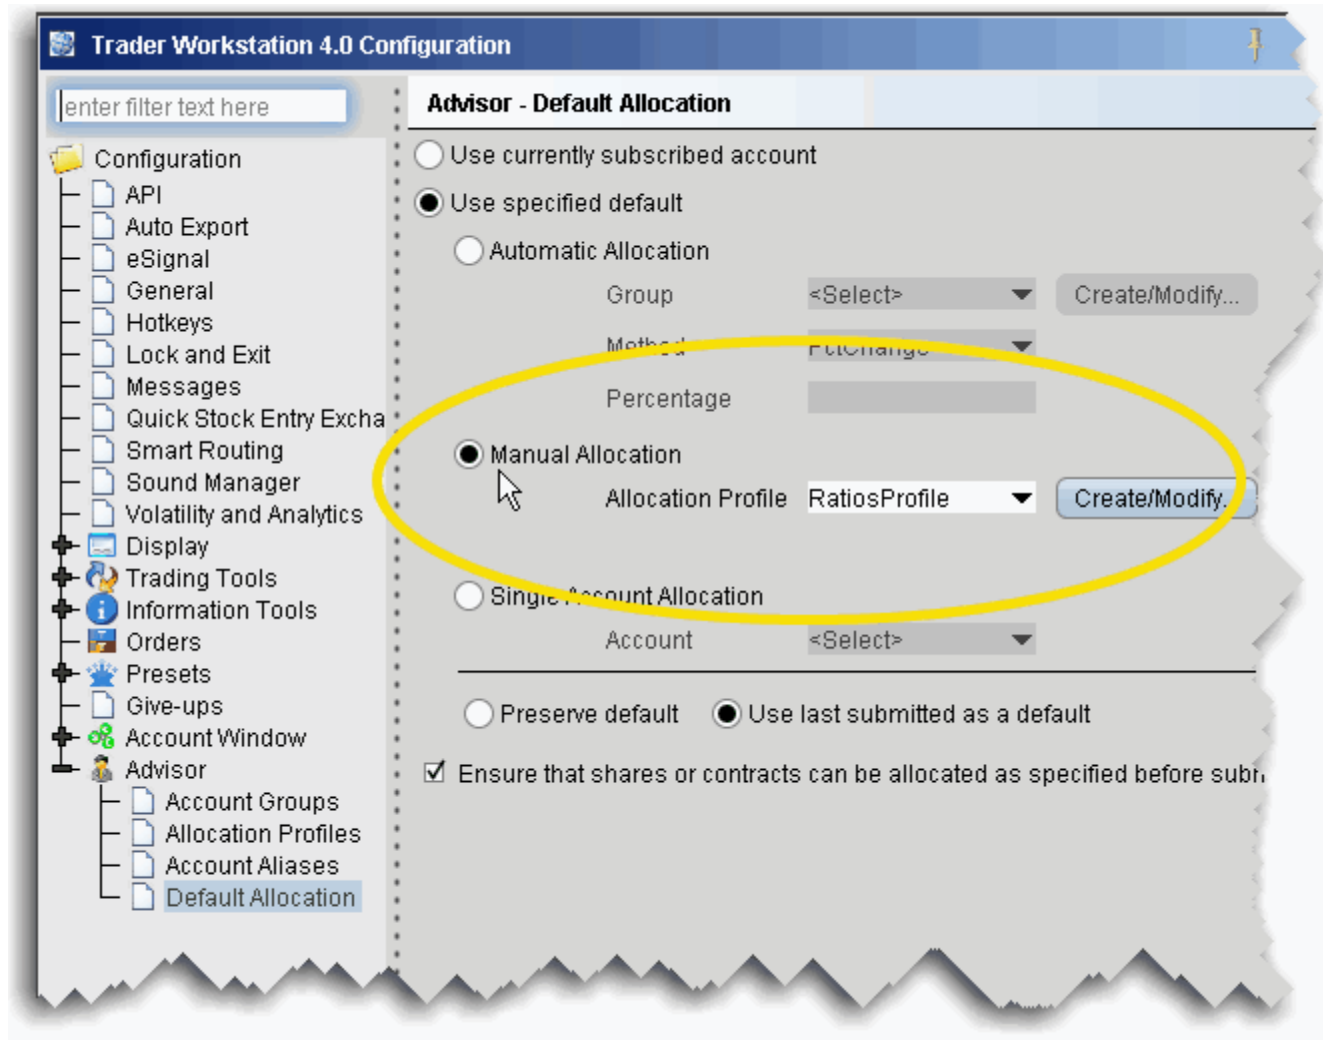 Trader Workstation 4.0 Configuration
enter filter text here
Configuration
API
Auto Export
eSignal
General
Hotkeys
Lock and Exit
Messages
Quick Stock Entry Excha
Smart Routing
Sound Manager
Volatility and Analytics
Display
Trading Tools
Information Tools
Orders
Presets
Give-ups
Account Window
Advisor
Account Groups
Allocation Profiles
Account Aliases
Default Allocation
Advisor - Default Allocation
Use currently subscribed account
Use specified default
Automatic Allocation
Group <Select> Create/Modify...
Method PctChange
Percentage
Manual Allocation
Allocation Profile RatiosProfile Create/Modify...
Single Account Allocation
Account <Select>
Preserve default Use last submitted as a default
Ensure that shares or contracts can be allocated as specified before